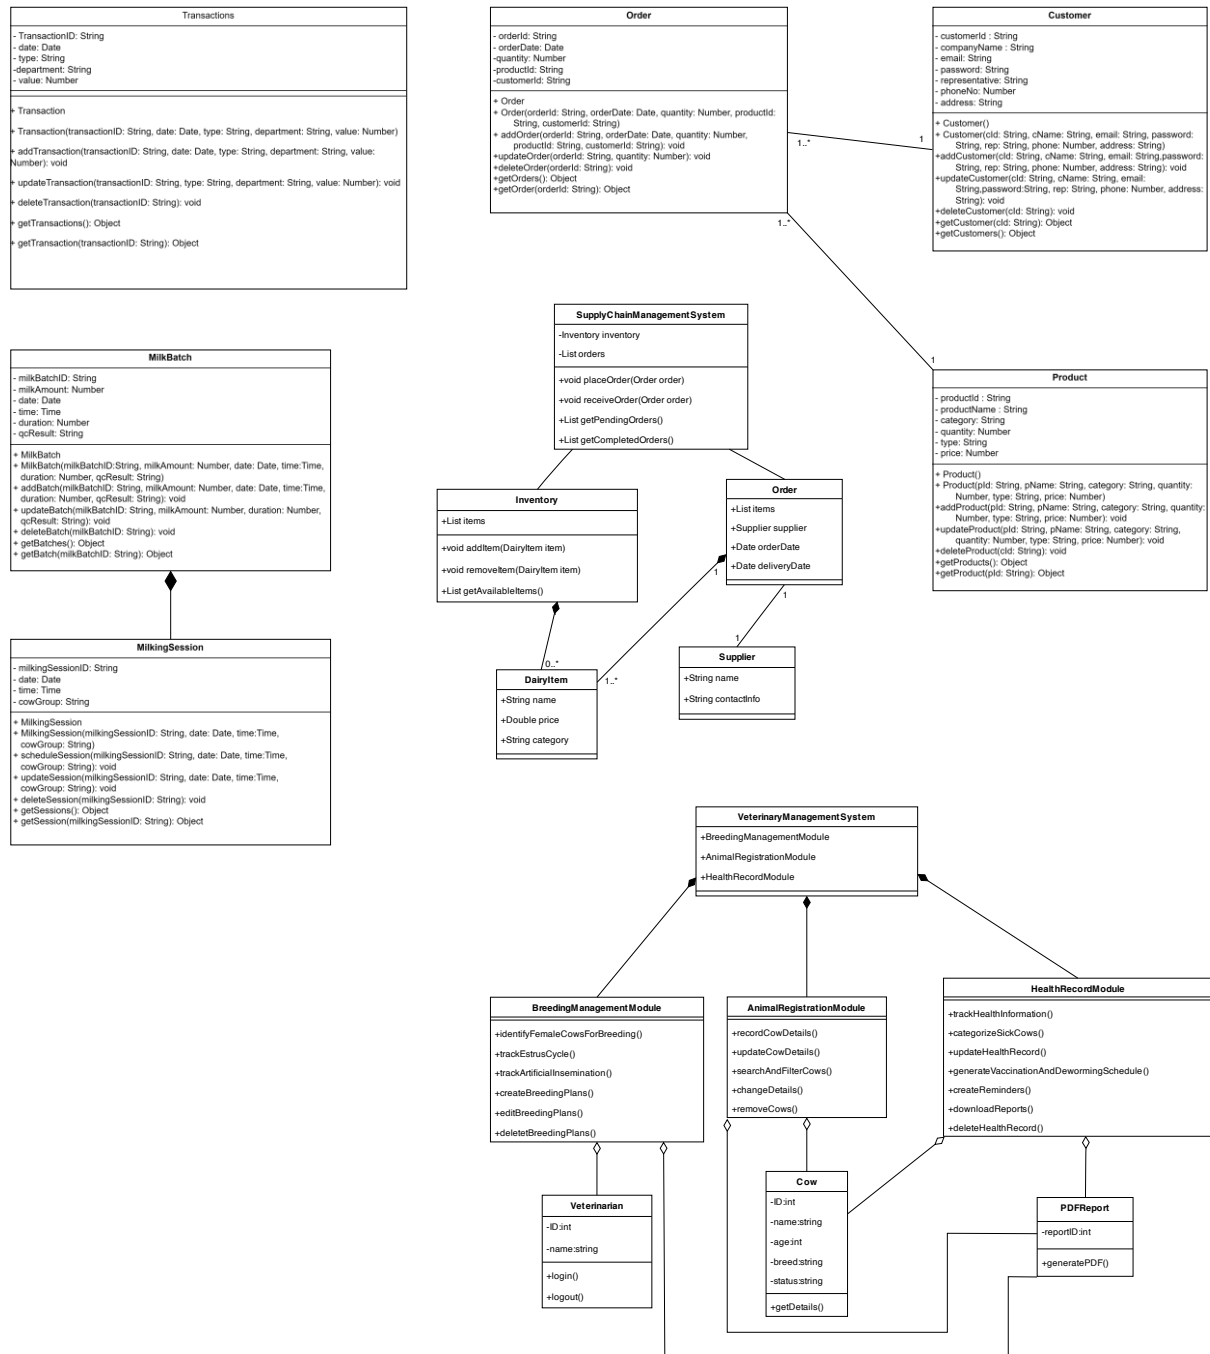 Transactions
- TransactionID: String
- date: Date
- type: String
-department: String
- value: Number
+ Transaction
+ Transaction(transactionID: String, date: Date, type: String, department: String, value: Number)
+ addTransaction(transactionID: String, date: Date, type: String, department: String, value:
Number): void
+ updateTransaction(transactionID: String, type: String, department: String, value: Number): void
+ deleteTransaction(transactionID: String): void
+ getTransactions(): Object
+ getTransaction(transactionID: String): Object
Order
- orderId: String
- orderDate: Date
-quantity: Number
-productId: String
-customerId: String
+ Order
+ Order(orderId: String, orderDate: Date, quantity: Number, productId:
String, customerId: String)
+ addOrder(orderId: String, orderDate: Date, quantity: Number,
productId: String, customerId: String): void
+updateOrder(orderId: String, quantity: Number): void
+deleteOrder(orderId: String): void
+getOrders(): Object
+getOrder(orderId: String): Object
1..*
1
Customer
- customerId : String
- companyName : String
- email: String
- password: String
- representative: String
- phoneNo: Number
- address: String
+ Customer()
+ Customer(cId: String, cName: String, email: String, password:
String, rep: String, phone: Number, address: String)
+addCustomer(cId: String, cName: String, email: String,password:
String, rep: String, phone: Number, address: String): void
+updateCustomer(cId: String, cName: String, email:
String,password:String, rep: String, phone: Number, address:
String): void
+deleteCustomer(cId: String): void
+getCustomer(cId: String): Object
+getCustomers(): Object
1..*
1
SupplyChainManagementSystem
-Inventory inventory
-List orders
+void placeOrder(Order order)
+void receiveOrder(Order order)
+List getPendingOrders()
+List getCompletedOrders()
MilkBatch
- milkBatchID: String
- milkAmount: Number
- date: Date
- time: Time
- duration: Number
- qcResult: String
+ MilkBatch
+ MilkBatch(milkBatchID:String, milkAmount: Number, date: Date, time:Time,
duration: Number, qcResult: String)
+ addBatch(milkBatchID: String, milkAmount: Number, date: Date, time:Time,
duration: Number, qcResult: String): void
+ updateBatch(milkBatchID: String, milkAmount: Number, duration: Number,
qcResult: String): void
+ deleteBatch(milkBatchID: String): void
+ getBatches(): Object
+ getBatch(milkBatchID: String): Object
Product
- productId : String
- productName : String
- category: String
- quantity: Number
- type: String
- price: Number
+ Product()
+ Product(pId: String, pName: String, category: String, quantity:
Number, type: String, price: Number)
+addProduct(pId: String, pName: String, category: String, quantity:
Number, type: String, price: Number): void
+updateProduct(pId: String, pName: String, category: String,
quantity: Number, type: String, price: Number): void
+deleteProduct(cId: String): void
+getProducts(): Object
+getProduct(pId: String): Object
Inventory
+List items
+void addItem(DairyItem item)
+void removeItem(DairyItem item)
+List getAvailableItems()
Order
+List items
+Supplier supplier
+Date orderDate
+Date deliveryDate
1
1
1
0..*
1..*
MilkingSession
- milkingSessionID: String
- date: Date
- time: Time
- cowGroup: String
+ MilkingSession
+ MilkingSession(milkingSessionID: String, date: Date, time:Time,
cowGroup: String)
+ scheduleSession(milkingSessionID: String, date: Date, time:Time,
cowGroup: String): void
+ updateSession(milkingSessionID: String, date: Date, time:Time,
cowGroup: String): void
+ deleteSession(milkingSessionID: String): void
+ getSessions(): Object
+ getSession(milkingSessionID: String): Object
DairyItem
+String name
+Double price
+String category
Supplier
+String name
+String contactInfo
VeterinaryManagementSystem
+BreedingManagementModule
+AnimalRegistrationModule
+HealthRecordModule
BreedingManagementModule
+identifyFemaleCowsForBreeding()
+trackEstrusCycle()
+trackArtificialInsemination()
+createBreedingPlans()
+editBreedingPlans()
+deletetBreedingPlans()
AnimalRegistrationModule
+recordCowDetails()
+updateCowDetails()
+searchAndFilterCows()
+changeDetails()
+removeCows()
HealthRecordModule
+trackHealthInformation()
+categorizeSickCows()
+updateHealthRecord()
+generateVaccinationAndDewormingSchedule()
+createReminders()
+downloadReports()
+deleteHealthRecord()
Veterinarian
-ID:int
-name:string
+login()
+logout()
Cow
-ID:int
-name:string
-age:int
-breed:string
-status:string
+getDetails()
PDFReport
-reportID:int
+generatePDF()